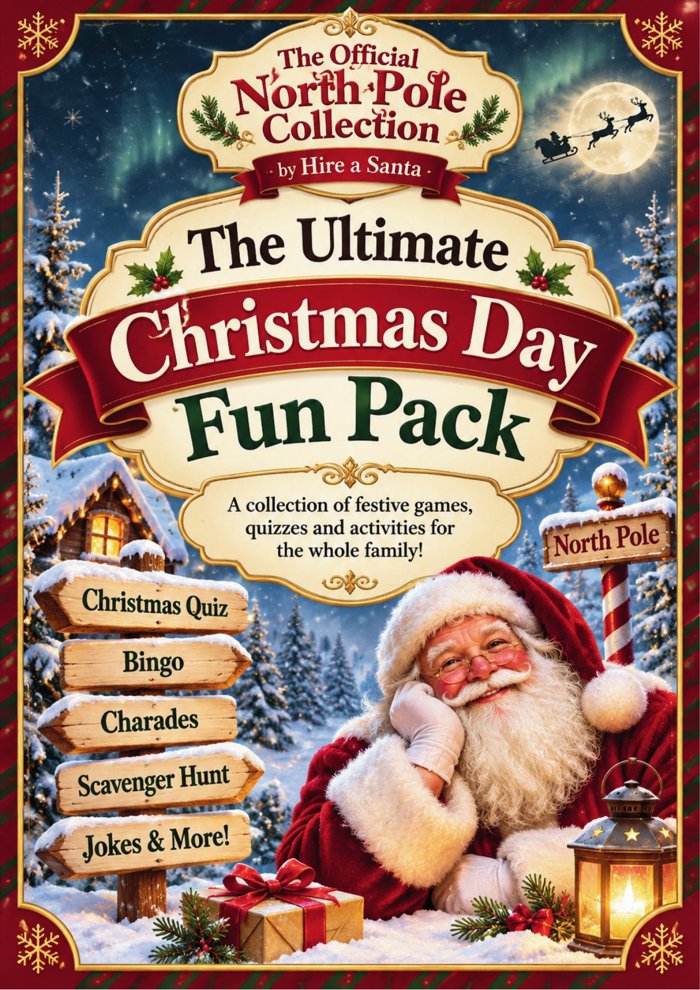 The Official
North Pole
Collection
by Hire a Santa
The Ultimate
Christmas Day
Fun Pack
A collection of festive games,
quizzes and activities for
the whole family!
North Pole
Christmas Quiz
Bingo
Charades
Scavenger Hunt
Jokes & More!